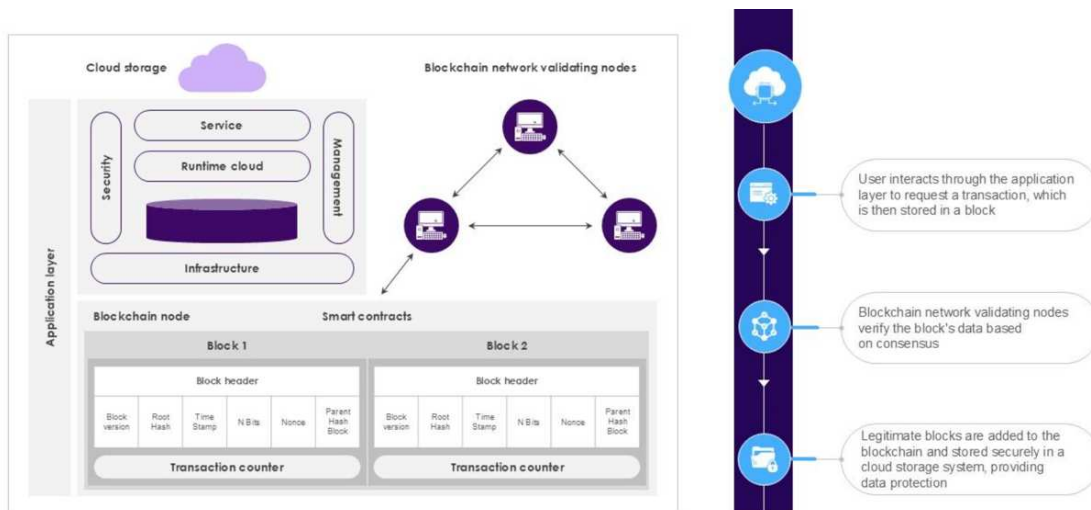 Cloud storage
Blockchain network validating nodes
Service
Runtime cloud
Security
Management
Infrastructure
Application layer
Blockchain node
Smart contracts
Block 1
Block header
Block
version
Root
Hash
Time
Stamp
N Bits
Nonce
Parent
Hash
Block
Transaction counter
Block 2
Block header
Block
version
Root
Hash
Time
Stamp
N Bits
Nonce
Parent
Hash
Block
Transaction counter
User interacts through the application
layer to request a transaction, which
is then stored in a block
Blockchain network validating nodes
verify the block's data based
on consensus
Legitimate blocks are added to the
blockchain and stored securely in a
cloud storage system, providing
data protection